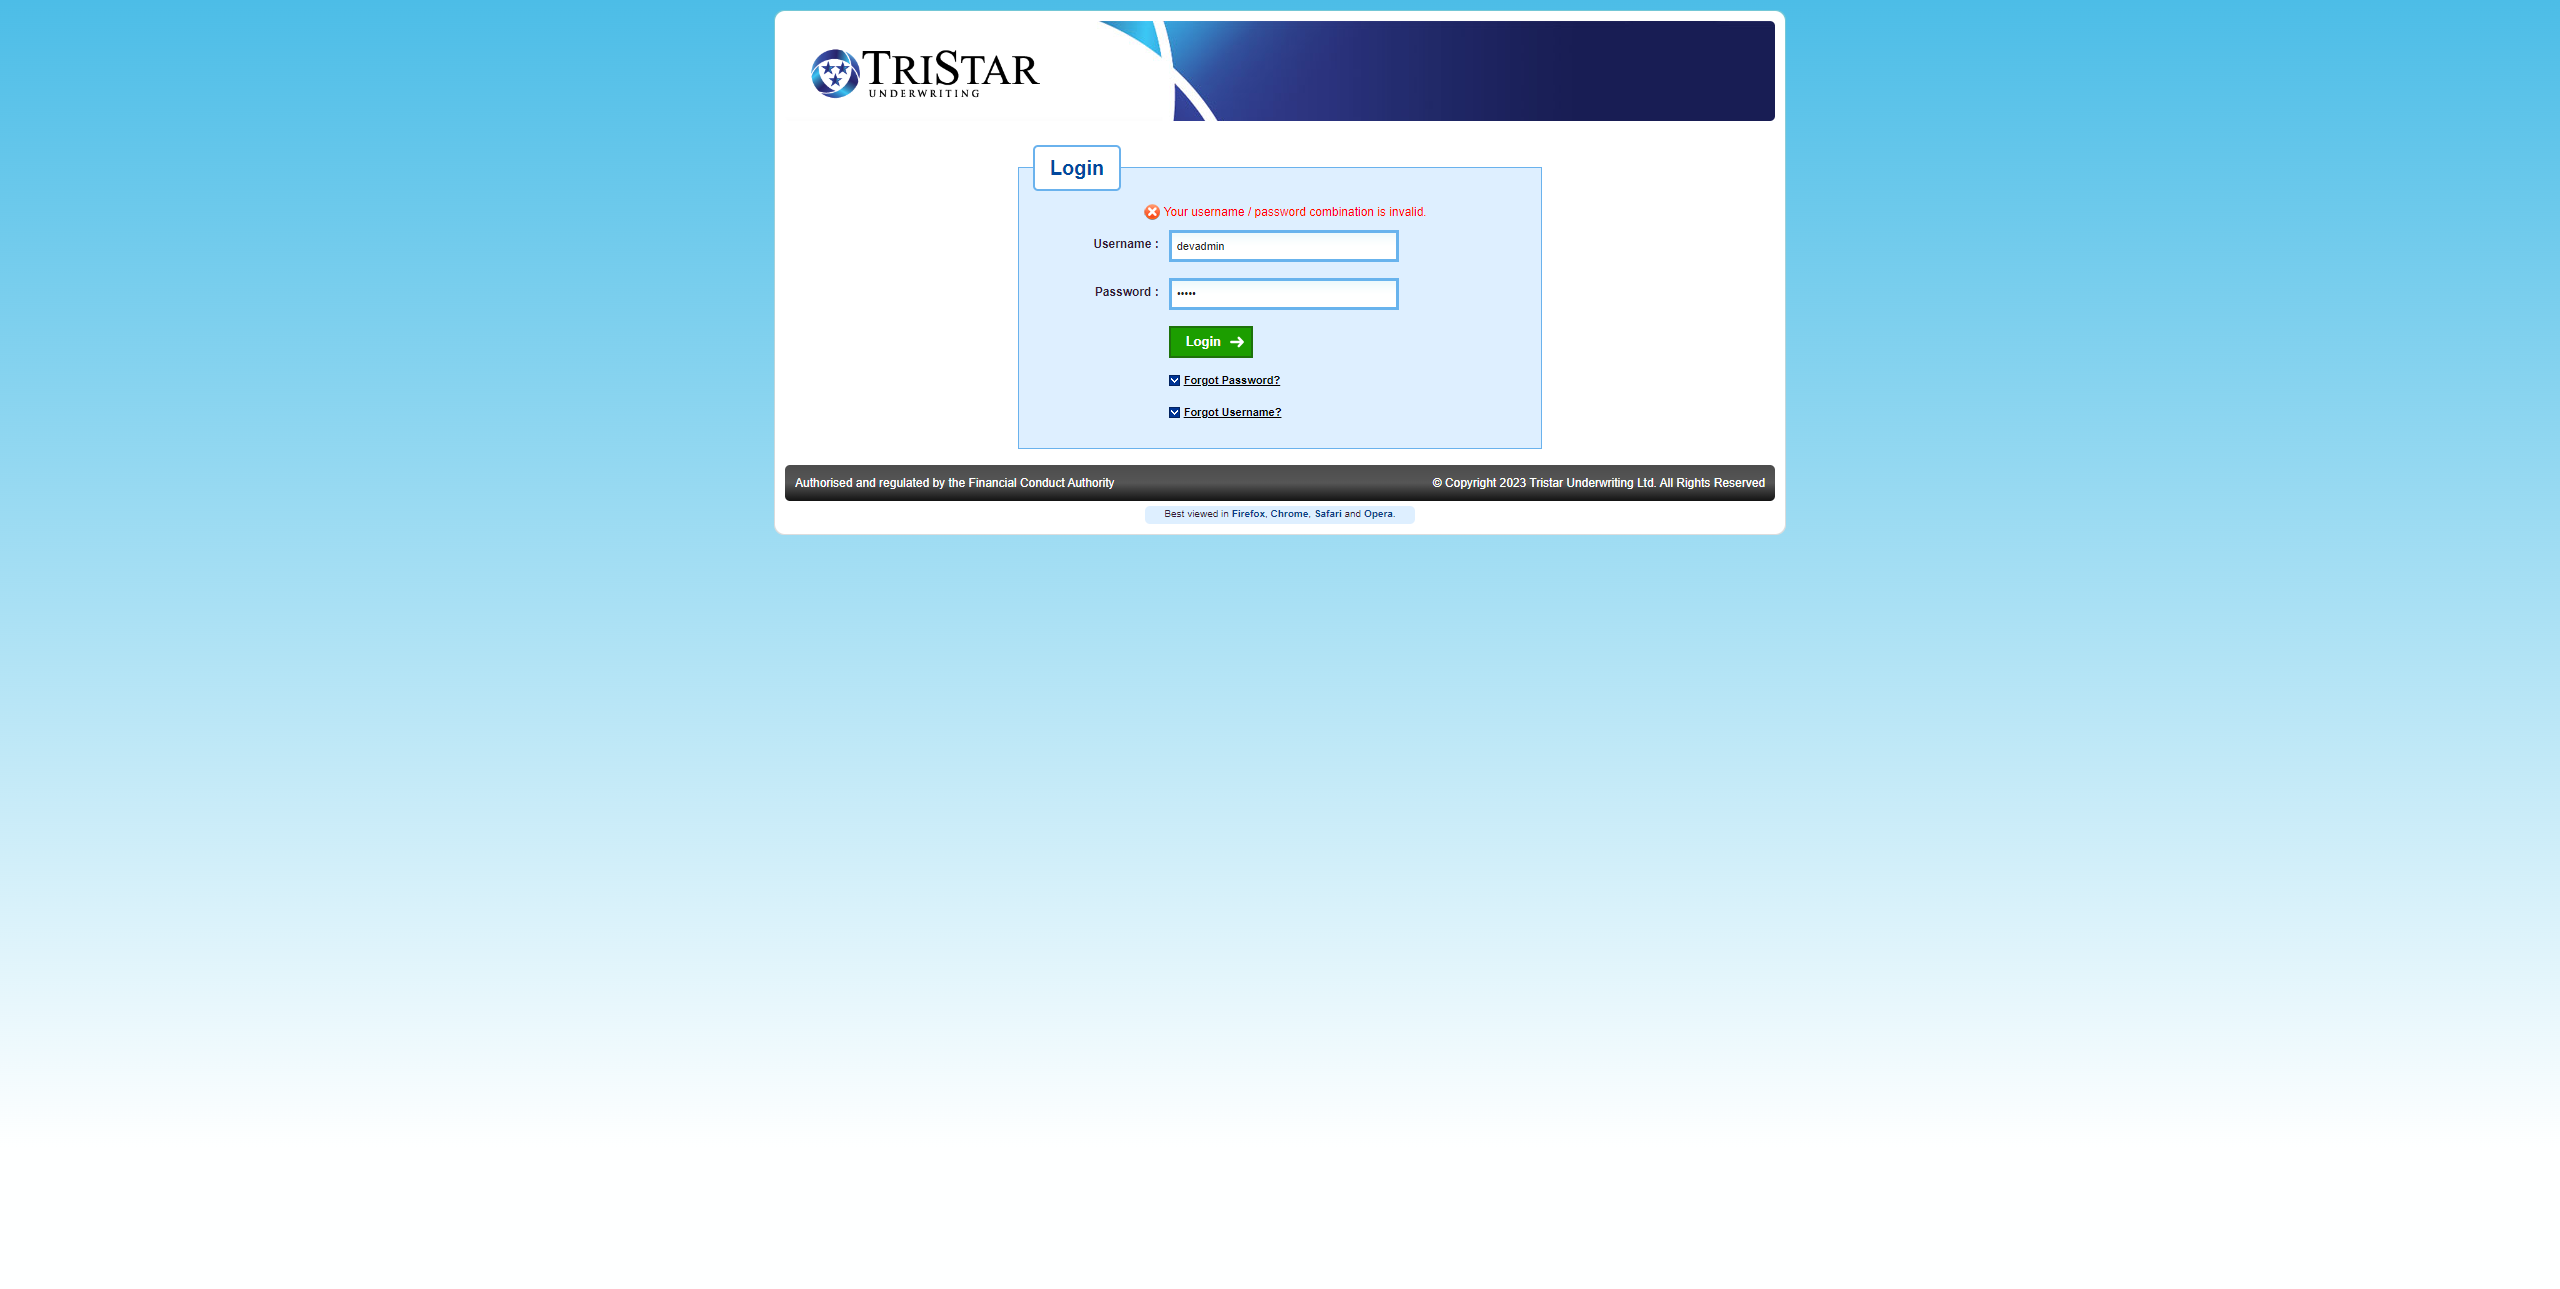 TRISTAR
UNDERWRITING
Login
Your username / password combination is invalid.
Username : devadmin
Password : •••••
Login
Forgot Password?
Forgot Username?
Authorised and regulated by the Financial Conduct Authority © Copyright 2023 Tristar Underwriting Ltd. All Rights Reserved
Best viewed in Firefox, Chrome, Safari and Opera.